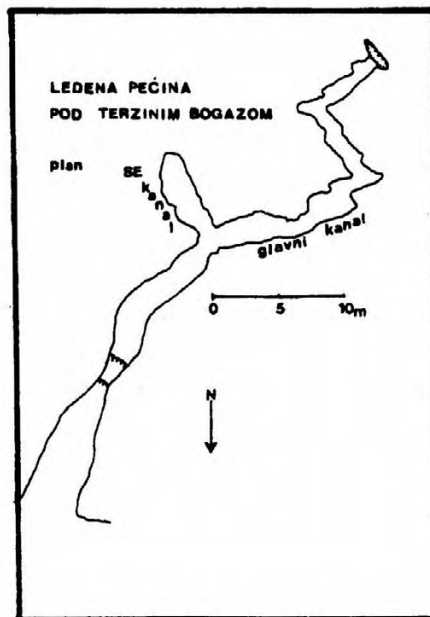 LEDENA PEĆINA
POD TERZINIM BOGAZOM
plan
SE kanal
glavni kanal
0 5 10m
N